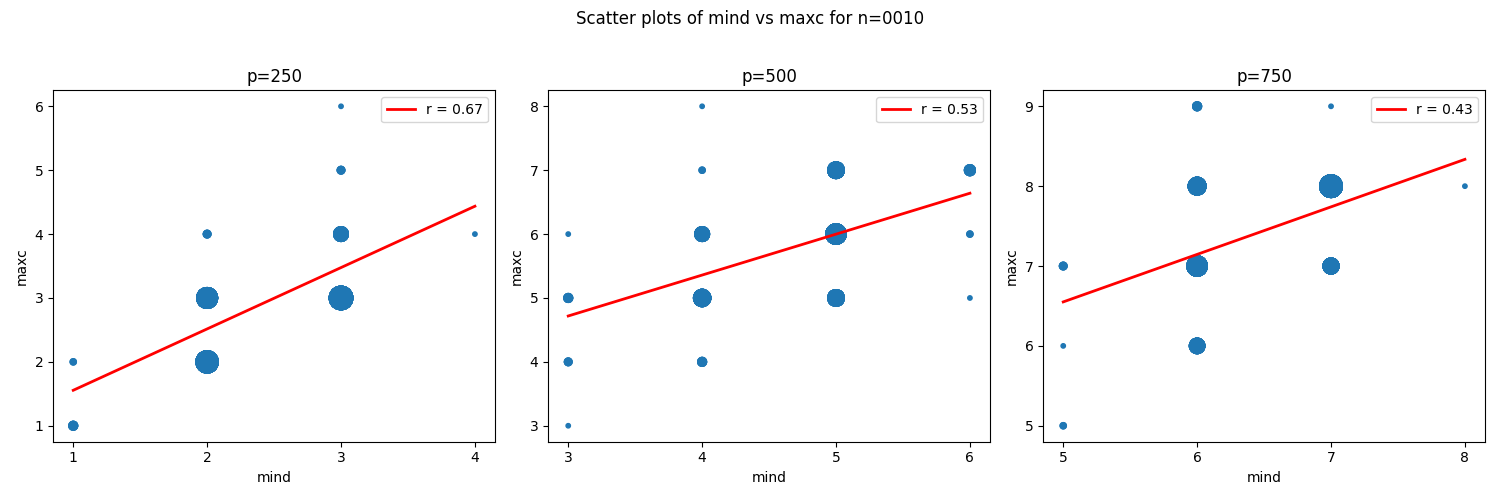 Scatter plots of mind vs maxc for n=0010
p=250
6
5
4
3
2
1
maxc
1 2 3 4
mind
r = 0.67
p=500
8
7
6
5
4
3
maxc
3 4 5 6
mind
r = 0.53
p=750
9
8
7
6
5
maxc
5 6 7 8
mind
r = 0.43